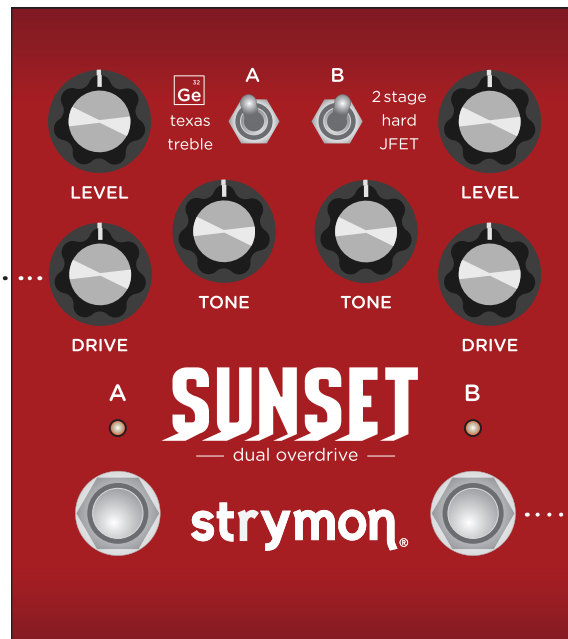 A B
32
Ge
2 stage
texas hard
treble JFET
LEVEL LEVEL
TONE TONE
DRIVE DRIVE
A B
SUNSET
dual overdrive
strymon®